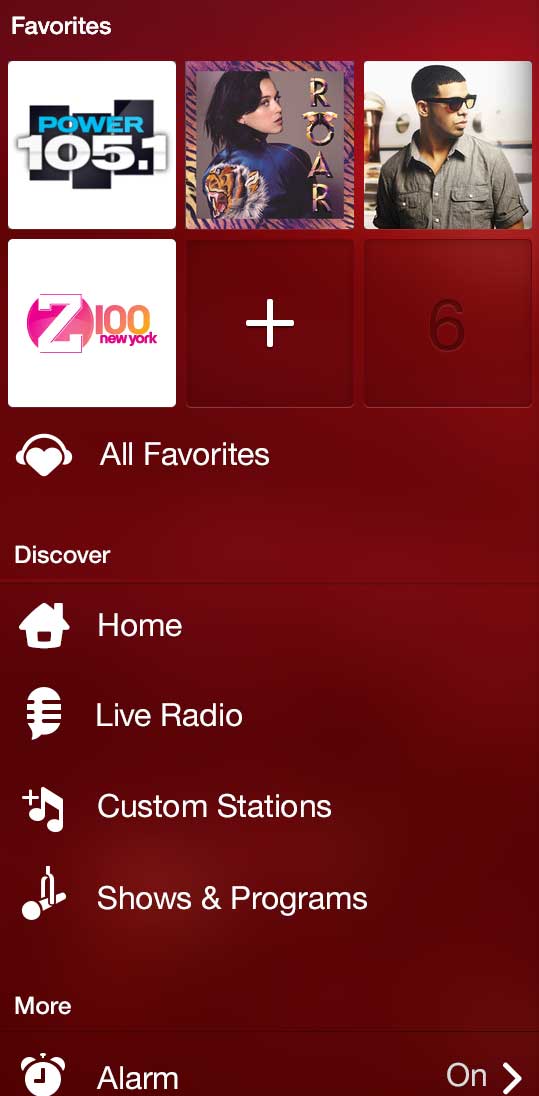 Favorites
POWER
105.1
ROAR
Z100
new york
6
All Favorites
Discover
Home
Live Radio
Custom Stations
Shows & Programs
More
Alarm
On